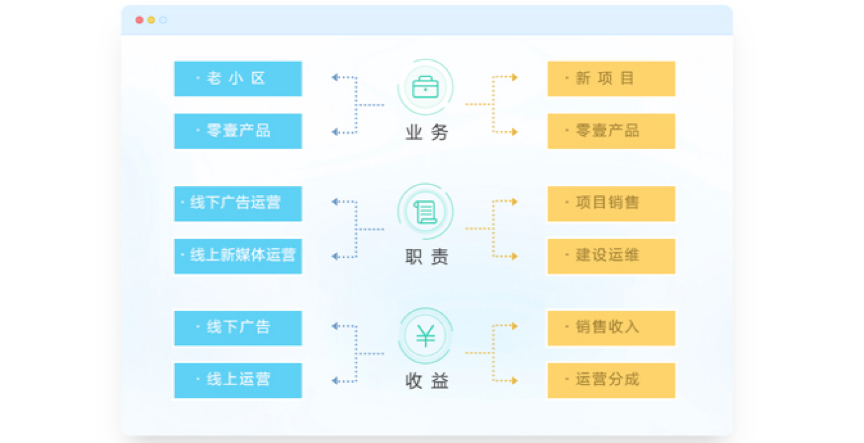 · 老小区
· 新项目
业务
· 零壹产品
· 零壹产品
· 线下广告运营
· 项目销售
职责
· 线上新媒体运营
· 建设运维
· 线下广告
· 销售收入
收益
· 线上运营
· 运营分成